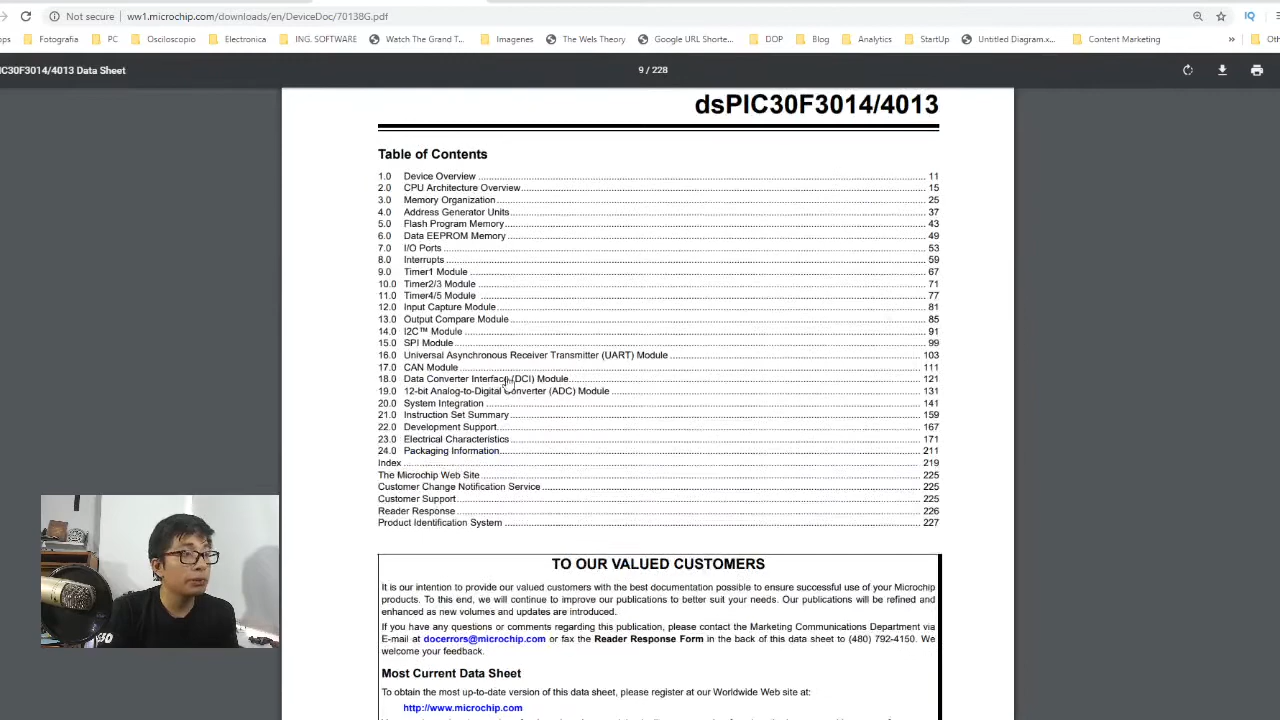 Not secure
ww1.microchip.com/downloads/en/DeviceDoc/70138G.pdf
ops Fotografia PC Osciloscopio Electronica ING. SOFTWARE Watch The Grand T... Imagenes The Wels Theory Google URL Shorte... DOP Blog Analytics StartUp Untitled Diagram.x... Content Marketing » Ot
IC30F3014/4013 Data Sheet 9 / 228
dsPIC30F3014/4013
Table of Contents
1.0 Device Overview 11
2.0 CPU Architecture Overview 15
3.0 Memory Organization 25
4.0 Address Generator Units 37
5.0 Flash Program Memory 43
6.0 Data EEPROM Memory 49
7.0 I/O Ports 53
8.0 Interrupts 59
9.0 Timer1 Module 67
10.0 Timer2/3 Module 71
11.0 Timer4/5 Module 77
12.0 Input Capture Module 81
13.0 Output Compare Module 85
14.0 I2C™ Module 91
15.0 SPI Module 99
16.0 Universal Asynchronous Receiver Transmitter (UART) Module 103
17.0 CAN Module 111
18.0 Data Converter Interface (DCI) Module 121
19.0 12-bit Analog-to-Digital Converter (ADC) Module 131
20.0 System Integration 141
21.0 Instruction Set Summary 159
22.0 Development Support 167
23.0 Electrical Characteristics 171
24.0 Packaging Information 211
Index 219
The Microchip Web Site 225
Customer Change Notification Service 225
Customer Support 225
Reader Response 226
Product Identification System 227
TO OUR VALUED CUSTOMERS
It is our intention to provide our valued customers with the best documentation possible to ensure successful use of your Microchip
products. To this end, we will continue to improve our publications to better suit your needs. Our publications will be refined and
enhanced as new volumes and updates are introduced.
If you have any questions or comments regarding this publication, please contact the Marketing Communications Department via
E-mail at docerrors@microchip.com or fax the Reader Response Form in the back of this data sheet to (480) 792-4150. We
welcome your feedback.
Most Current Data Sheet
To obtain the most up-to-date version of this data sheet, please register at our Worldwide Web site at:
http://www.microchip.com